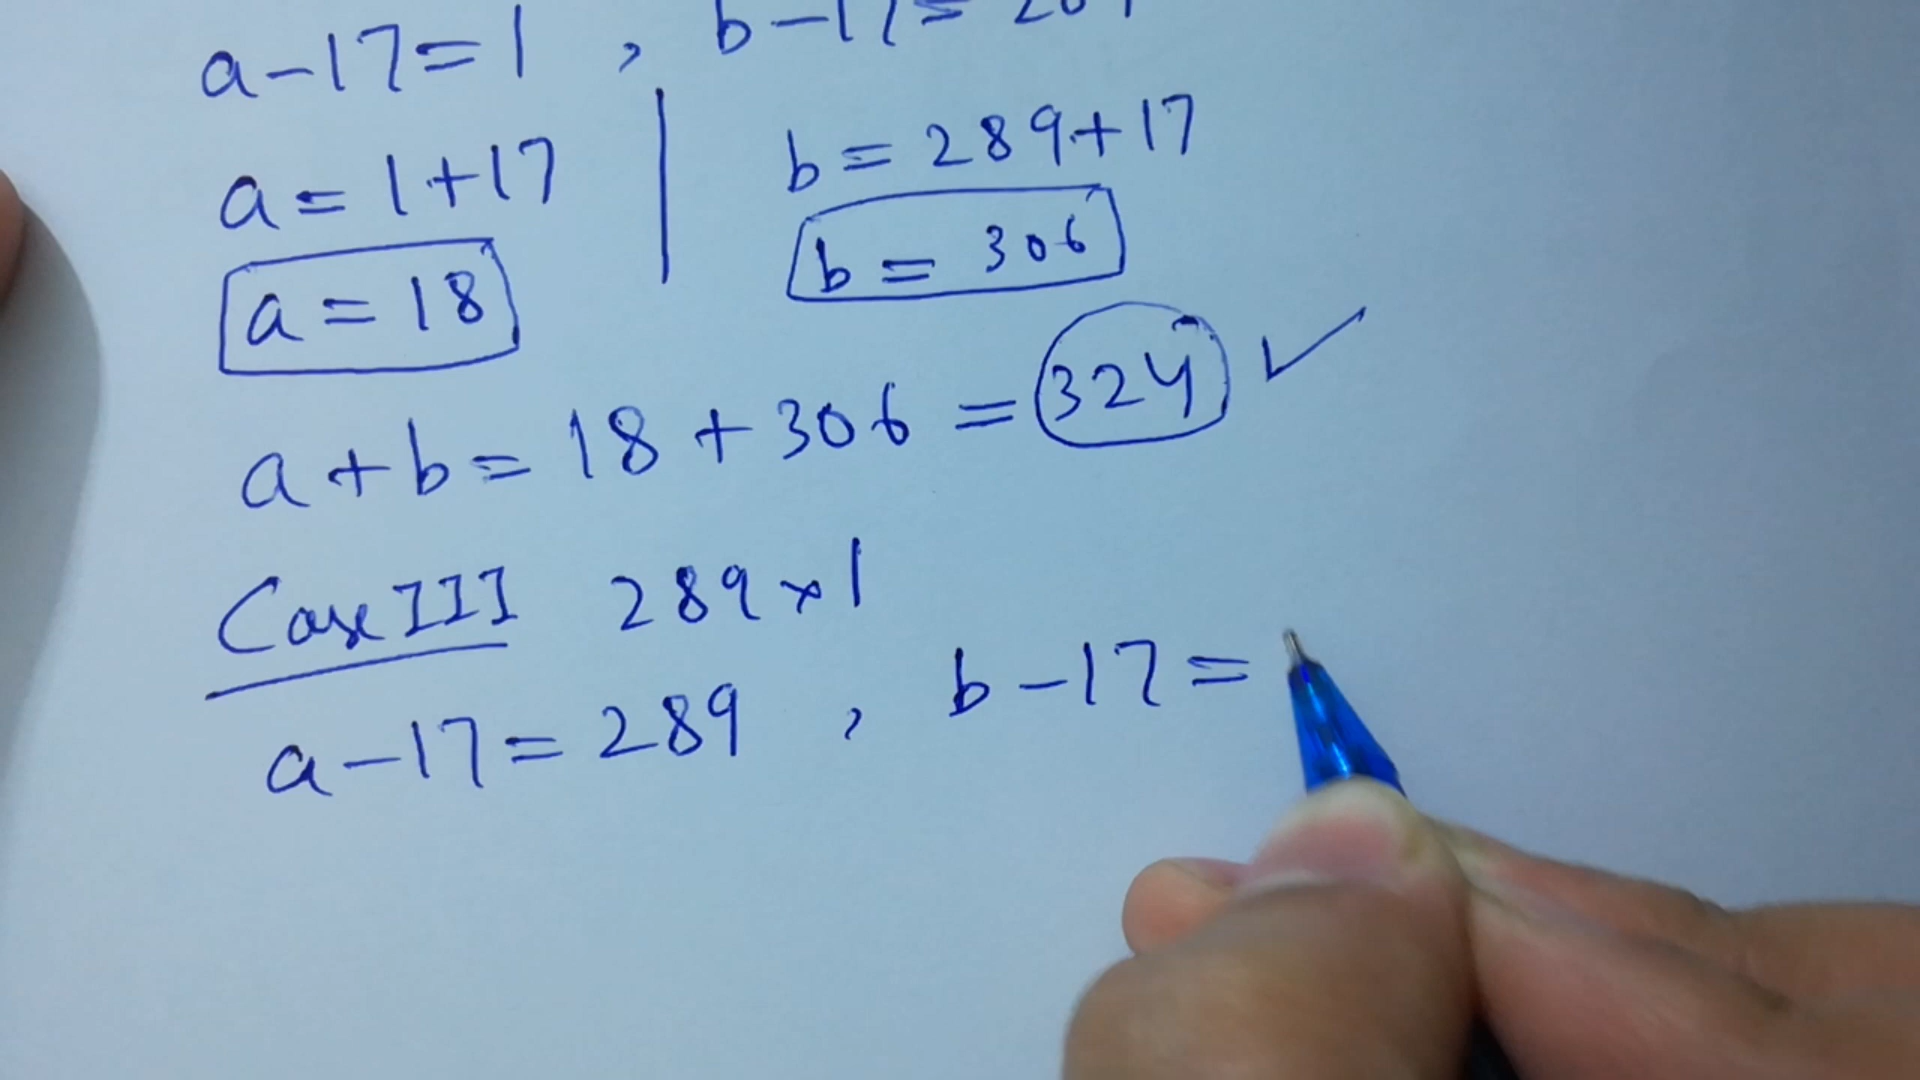 a-17=1 , b-17=
a=1+17 b=289+17
a=18 b=306
a+b=18+306=324 ✓
Case III 289×1
a-17=289 , b-17=